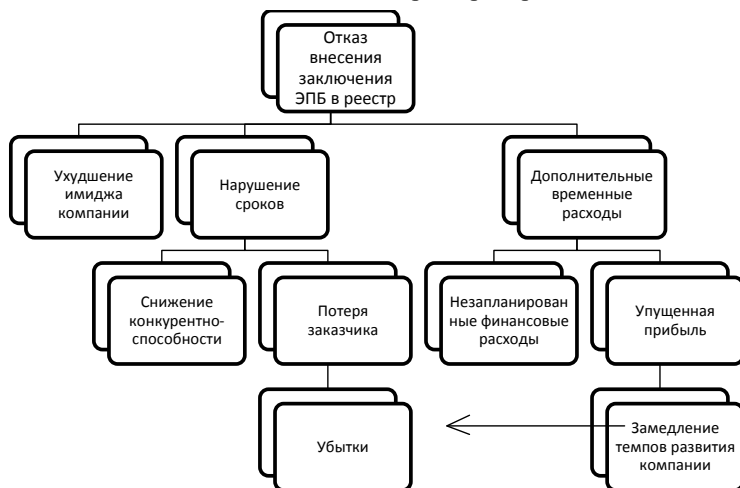 Отказ
внесения
заключения
ЭПБ в реестр
Ухудшение
имиджа
компании
Нарушение
сроков
Дополнительные
временные
расходы
Снижение
конкурентно-
способности
Потеря
заказчика
Незапланирован
ные финансовые
расходы
Упущенная
прибыль
Убытки
Замедление
темпов развития
компании